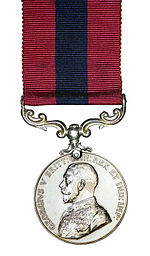 GEORGIVS V BRITT: OMN: REX ET IND: IMP: